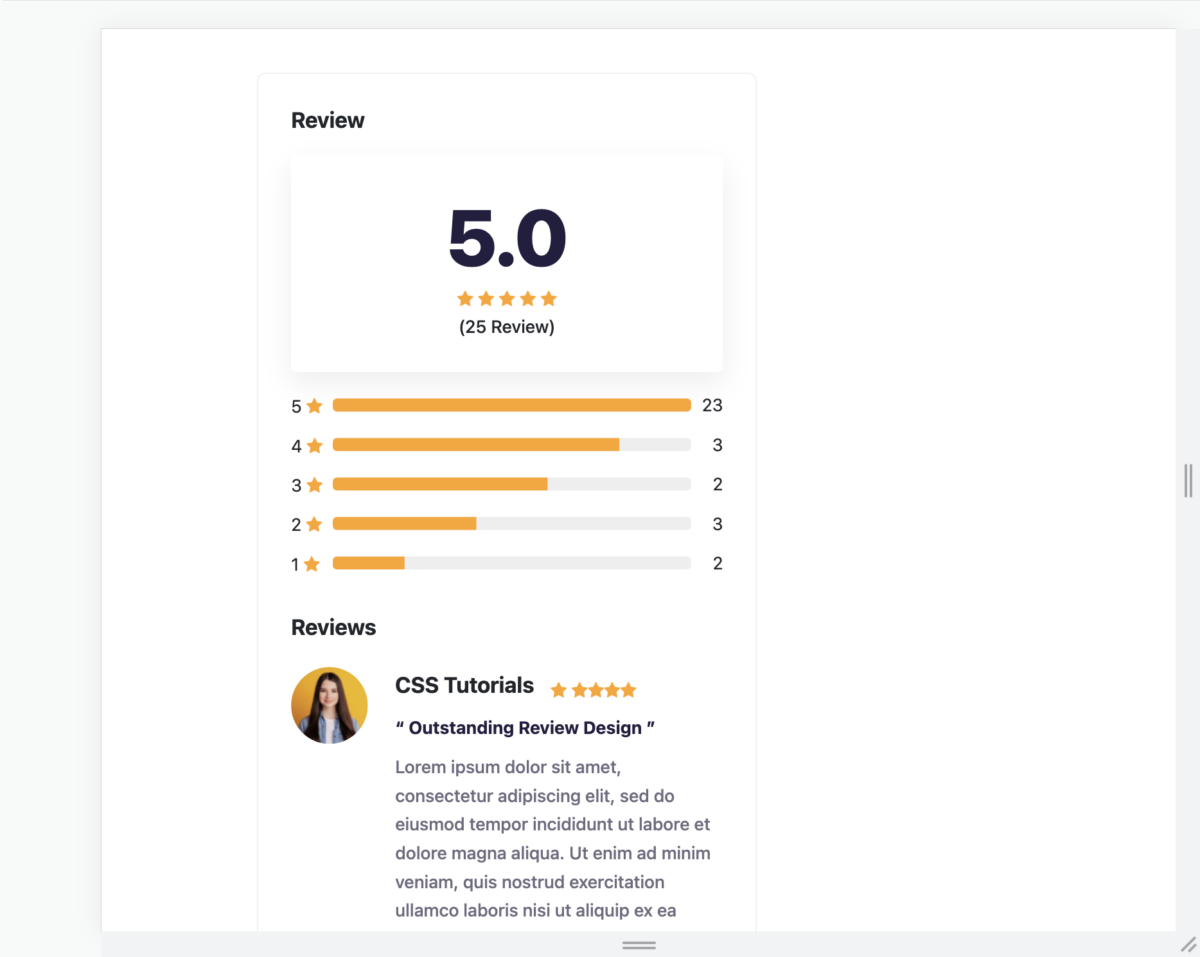 Review
5.0
(25 Review)
5 23
4 3
3 2
2 3
1 2
Reviews
CSS Tutorials
“ Outstanding Review Design ”
Lorem ipsum dolor sit amet,
consectetur adipiscing elit, sed do
eiusmod tempor incididunt ut labore et
dolore magna aliqua. Ut enim ad minim
veniam, quis nostrud exercitation
ullamco laboris nisi ut aliquip ex ea